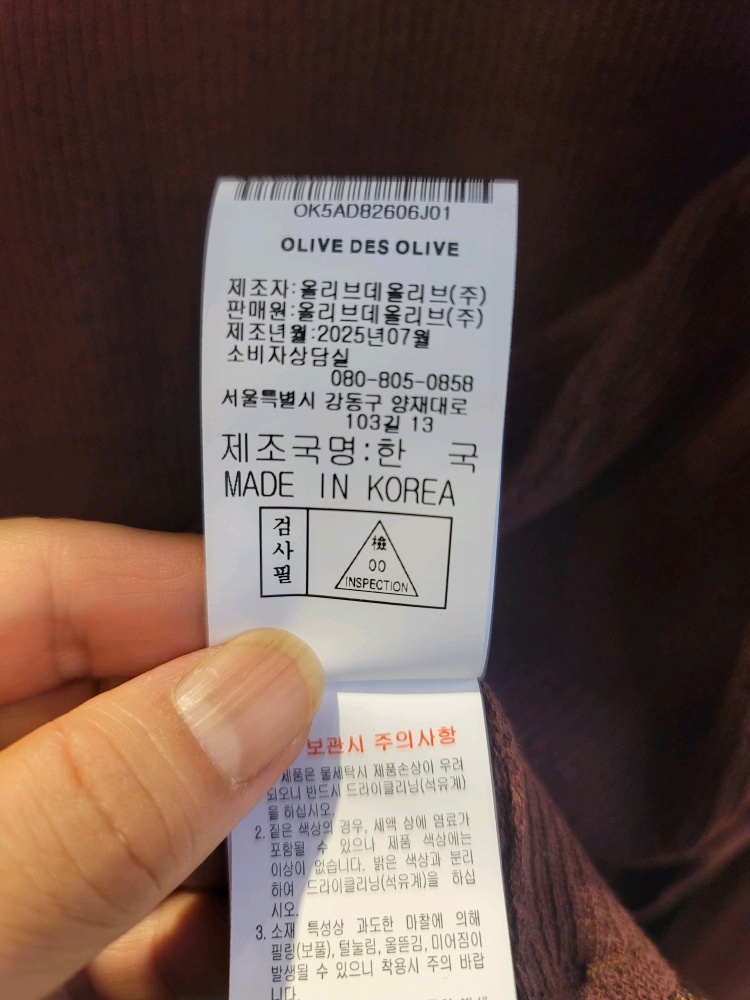 OK5AD82606J01
OLIVE DES OLIVE
제조자:올리브데올리브(주)
판매원:올리브데올리브(주)
제조년월:2025년07월
소비자상담실
080-805-0858
서울특별시 강동구 양재대로
103길 13
제조국명:한 국
MADE IN KOREA
검사필
檢
00
INSPECTION
보관시 주의사항
세품은 물세탁시 제품손상이 우려
되오니 반드시 드라이클리닝(석유계)
을 하십시오.
2. 짙은 색상의 경우, 세액 상에 염료가
포함될 수 있으나 제품 색상에는
이상이 없습니다. 밝은 색상과 분리
하여 드라이클리닝(석유계)을 하십
시오.
3. 소재 특성상 과도한 마찰에 의해
필링(보풀), 털눌림, 올뜯김, 미어짐이
발생될 수 있으니 착용시 주의 바랍
니다.